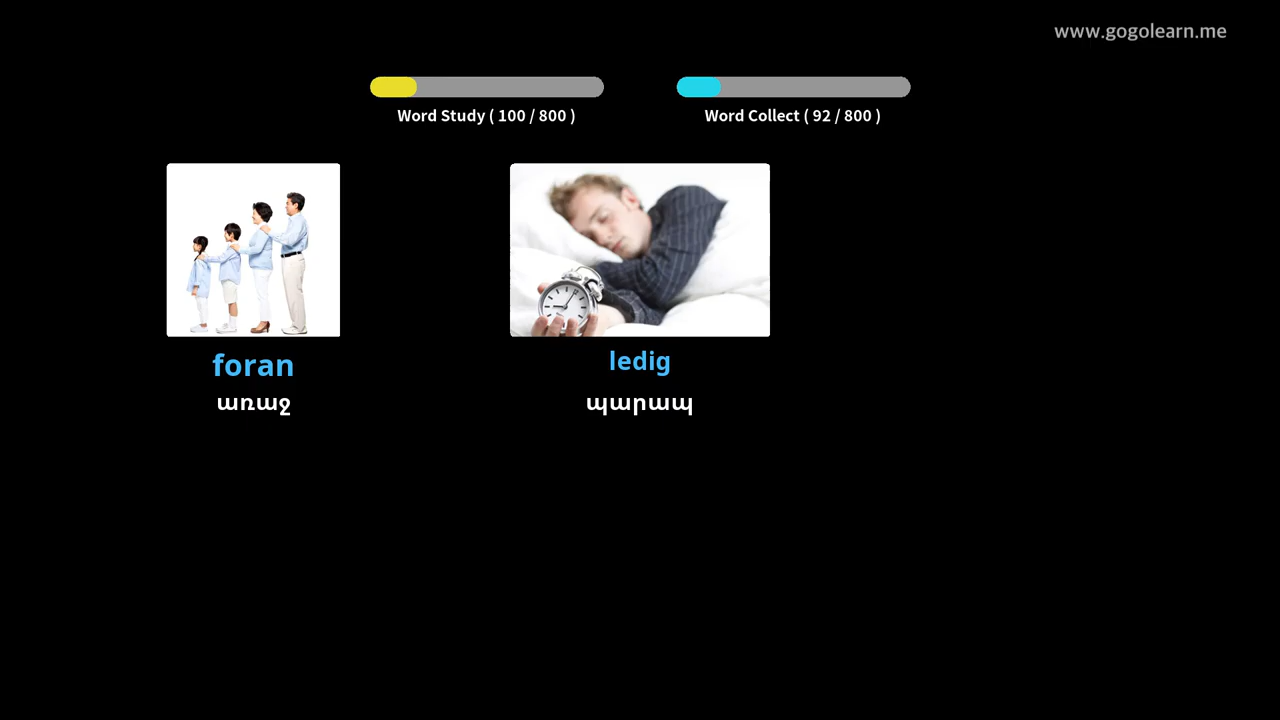 www.gogolearn.me
Word Study ( 100 / 800 )
Word Collect ( 92 / 800 )
foran
ledig
առաջ
պարապ